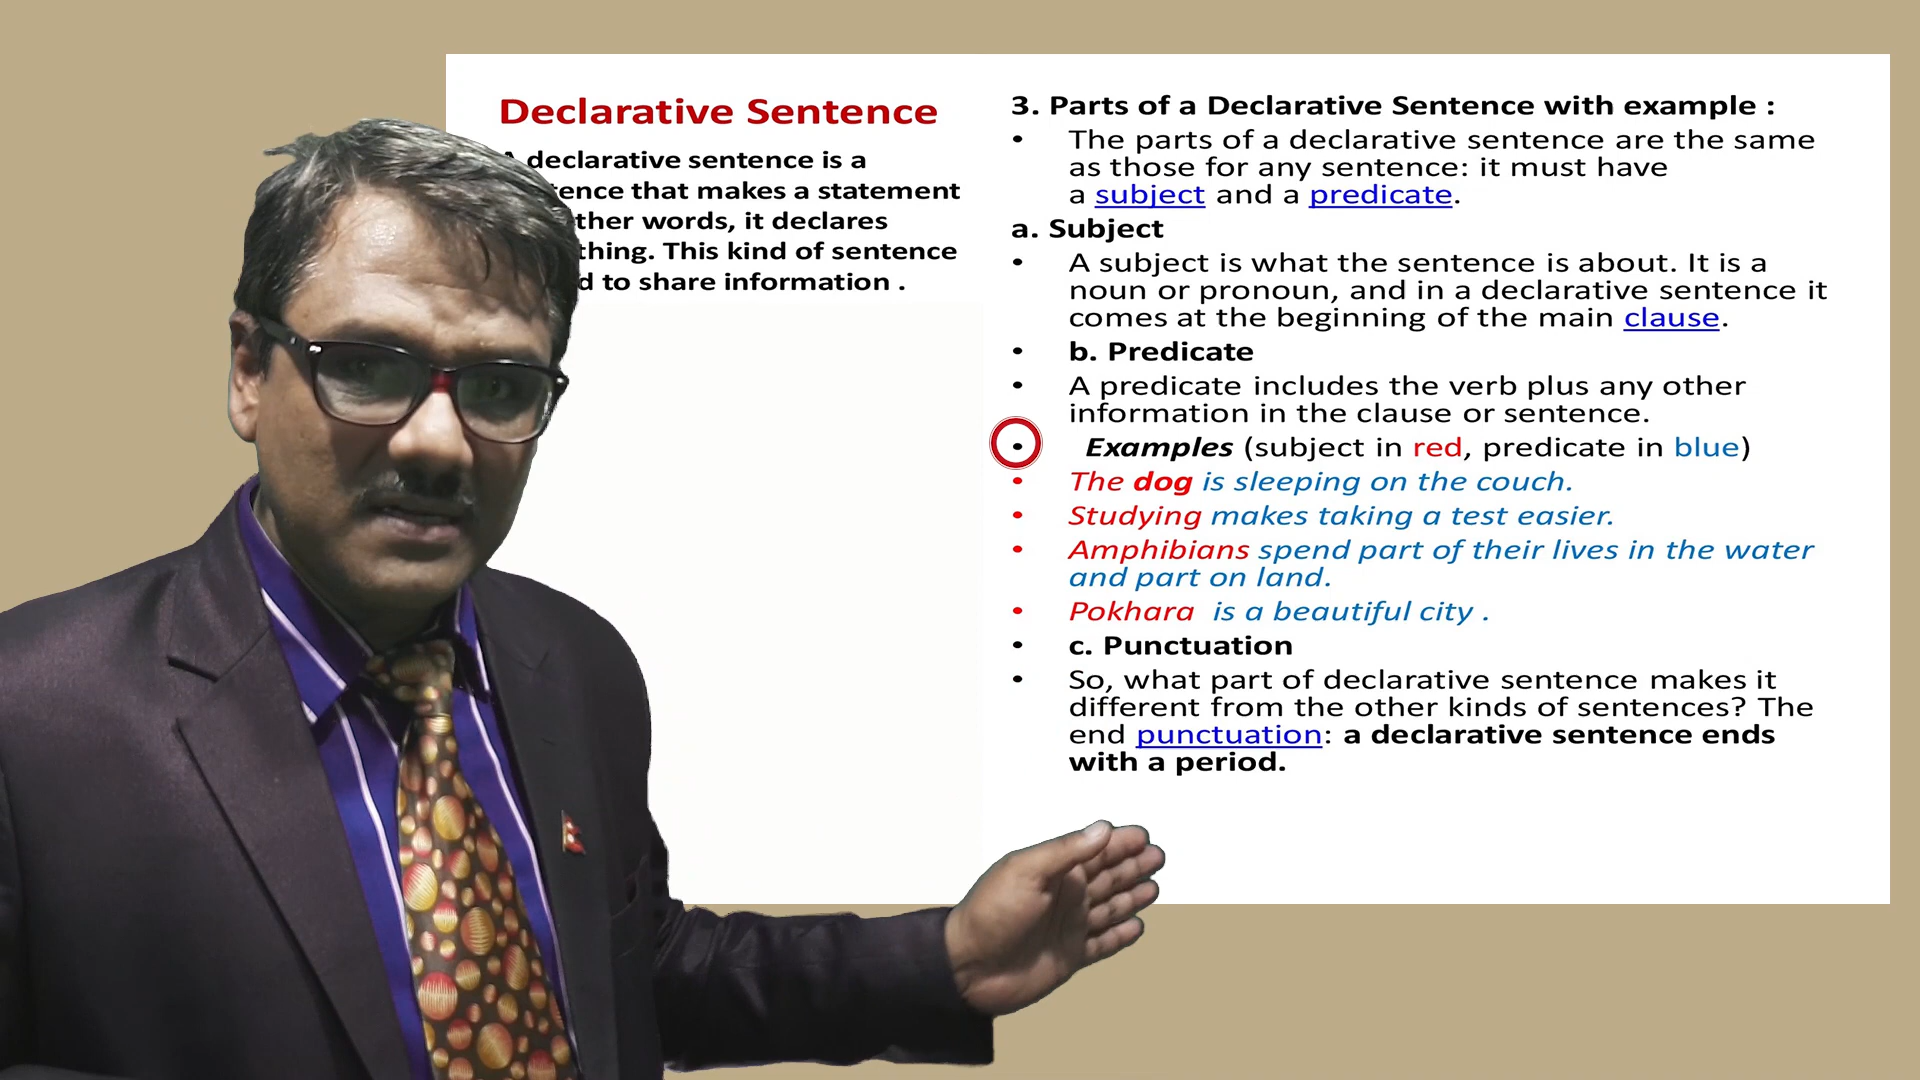 Declarative Sentence
declarative sentence is a
that makes a statement
words, it declares
This kind of sentence
to share information .
3. Parts of a Declarative Sentence with example :
• The parts of a declarative sentence are the same
as those for any sentence: it must have
a subject and a predicate.
a. Subject
• A subject is what the sentence is about. It is a
noun or pronoun, and in a declarative sentence it
comes at the beginning of the main clause.
• b. Predicate
• A predicate includes the verb plus any other
information in the clause or sentence.
• Examples (subject in red, predicate in blue)
• The dog is sleeping on the couch.
• Studying makes taking a test easier.
• Amphibians spend part of their lives in the water
and part on land.
• Pokhara is a beautiful city .
• c. Punctuation
• So, what part of declarative sentence makes it
different from the other kinds of sentences? The
end punctuation: a declarative sentence ends
with a period.